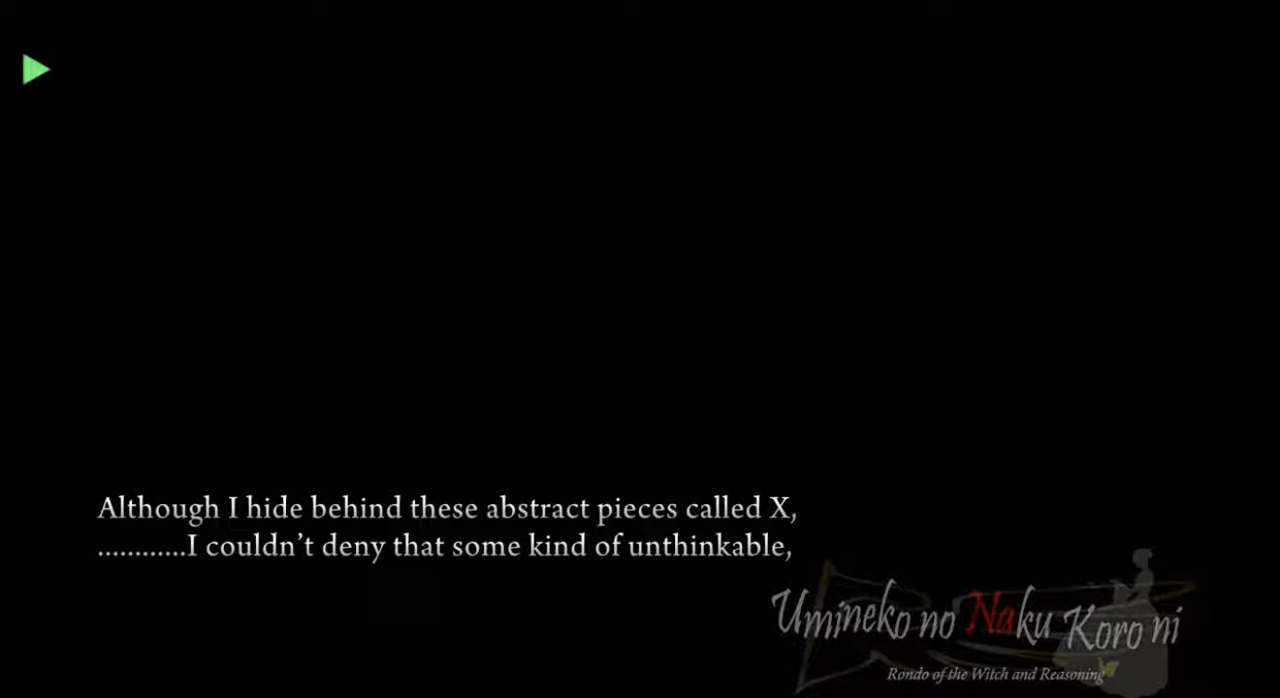 Although I hide behind these abstract pieces called X,
............I couldn't deny that some kind of unthinkable,
Umineko no Naku Koro ni
Rondo of the Witch and Reasoning